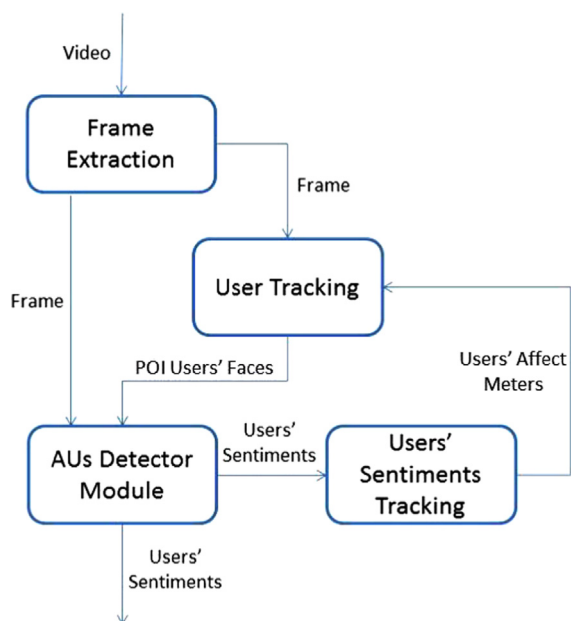 Video
Frame
Extraction
Frame
User Tracking
Frame
POI Users' Faces
Users' Affect
Meters
AUs Detector
Module
Users'
Sentiments
Users'
Sentiments
Tracking
Users'
Sentiments